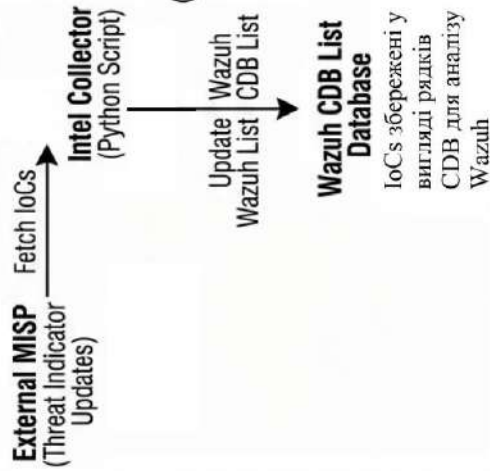 External MISP
(Threat Indicator
Updates)
Fetch IoCs
Intel Collector
(Python Script)
Update
Wazuh List
Wazuh
CDB List
Wazuh CDB List
Database
IoCs збережені у
вигляді рядків
CDB для аналізу
Wazuh